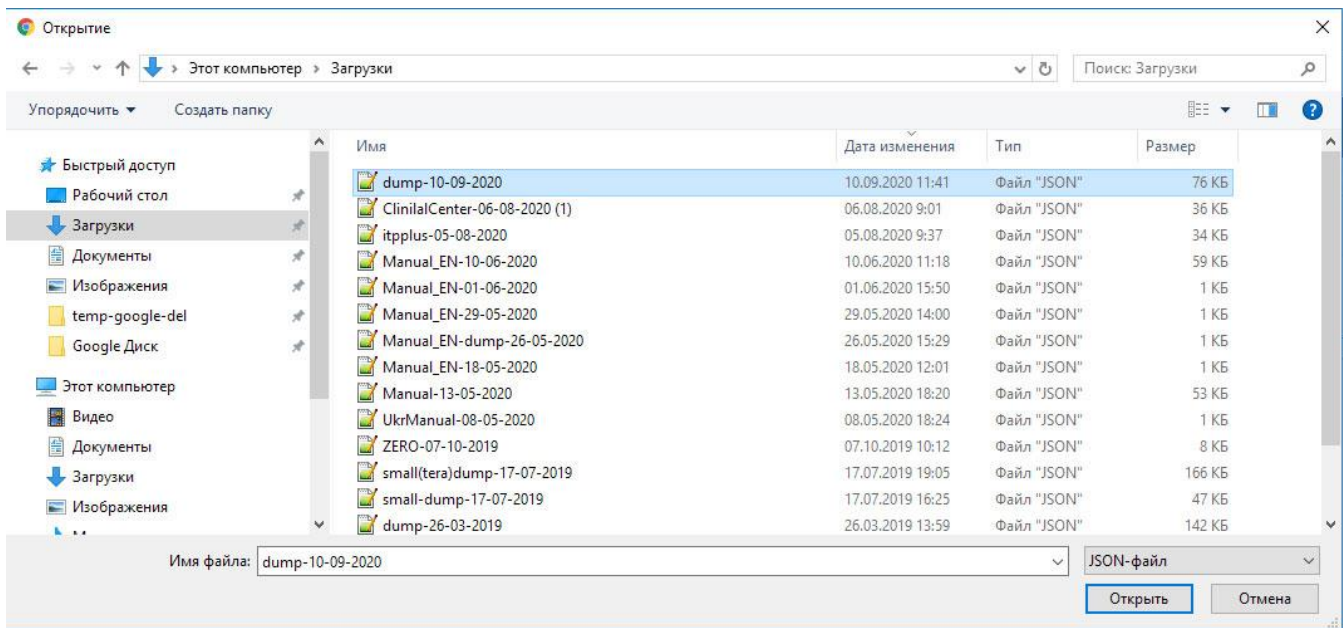 Открытие
Этот компьютер › Загрузки
Поиск: Загрузки
Упорядочить
Создать папку
Быстрый доступ
Рабочий стол
Загрузки
Документы
Изображения
temp-google-del
Google Диск
Этот компьютер
Видео
Документы
Загрузки
Изображения
Имя Дата изменения Тип Размер
dump-10-09-2020 10.09.2020 11:41 Файл "JSON" 76 КБ
ClinilalCenter-06-08-2020 (1) 06.08.2020 9:01 Файл "JSON" 36 КБ
itpplus-05-08-2020 05.08.2020 9:37 Файл "JSON" 34 КБ
Manual_EN-10-06-2020 10.06.2020 11:18 Файл "JSON" 59 КБ
Manual_EN-01-06-2020 01.06.2020 15:50 Файл "JSON" 1 КБ
Manual_EN-29-05-2020 29.05.2020 14:00 Файл "JSON" 1 КБ
Manual_EN-dump-26-05-2020 26.05.2020 15:29 Файл "JSON" 1 КБ
Manual_EN-18-05-2020 18.05.2020 12:01 Файл "JSON" 1 КБ
Manual-13-05-2020 13.05.2020 18:20 Файл "JSON" 53 КБ
UkrManual-08-05-2020 08.05.2020 18:24 Файл "JSON" 1 КБ
ZERO-07-10-2019 07.10.2019 10:12 Файл "JSON" 8 КБ
small(tera)dump-17-07-2019 17.07.2019 19:05 Файл "JSON" 166 КБ
small-dump-17-07-2019 17.07.2019 16:25 Файл "JSON" 47 КБ
dump-26-03-2019 26.03.2019 13:59 Файл "JSON" 142 КБ
Имя файла: dump-10-09-2020 JSON-файл
Открыть Отмена